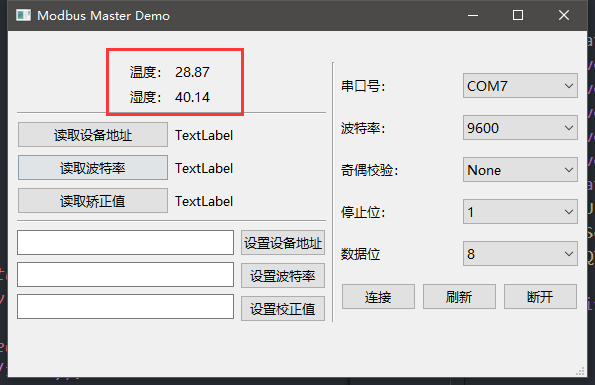 Modbus Master Demo
温度： 28.87
湿度： 40.14
读取设备地址 TextLabel
读取波特率 TextLabel
读取矫正值 TextLabel
设置设备地址
设置波特率
设置校正值
串口号： COM7
波特率： 9600
奇偶校验： None
停止位： 1
数据位 8
连接 刷新 断开